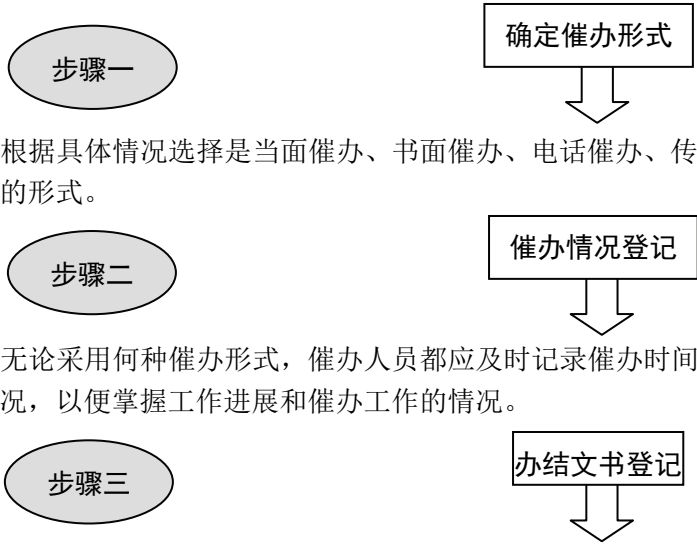 步骤一
确定催办形式
根据具体情况选择是当面催办、书面催办、电话催办、传
的形式。
步骤二
催办情况登记
无论采用何种催办形式，催办人员都应及时记录催办时间
况，以便掌握工作进展和催办工作的情况。
步骤三
办结文书登记